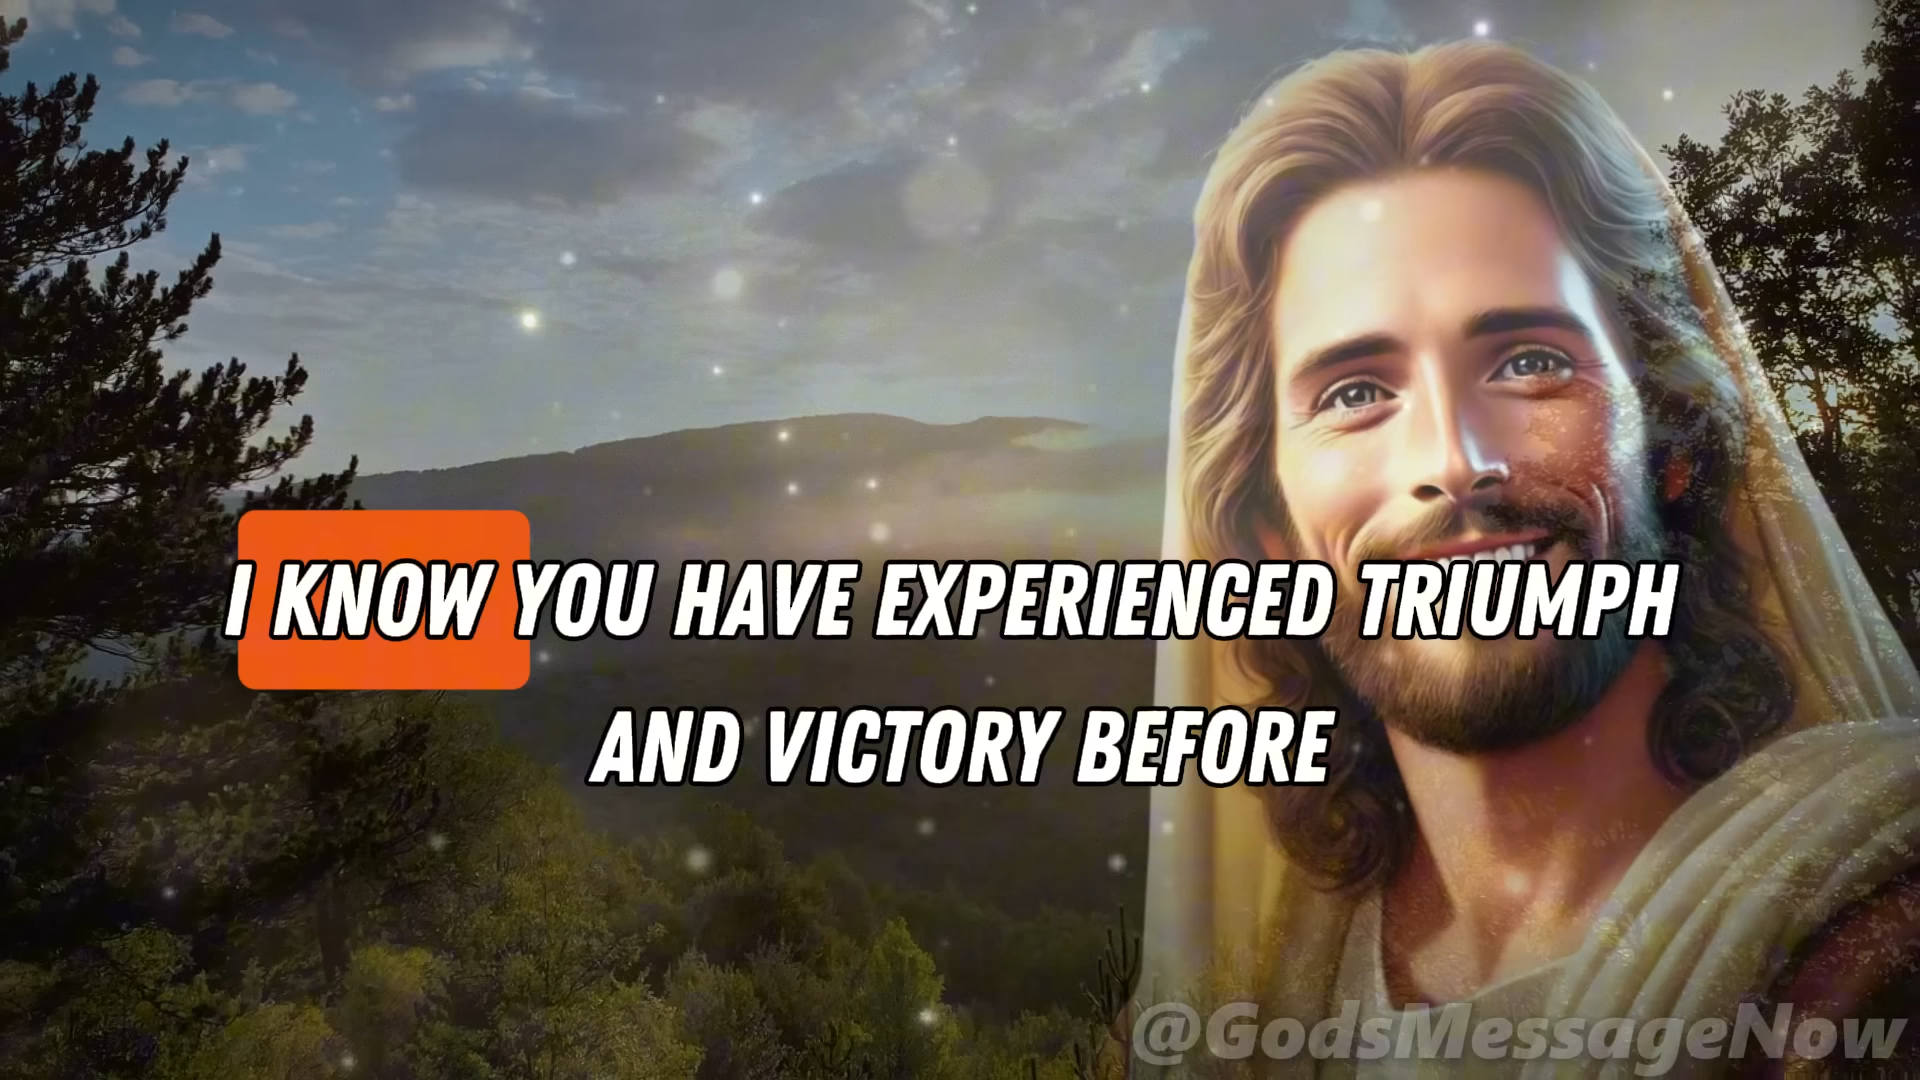 I KNOW YOU HAVE EXPERIENCED TRIUMPH
AND VICTORY BEFORE
@GodsMessageNow